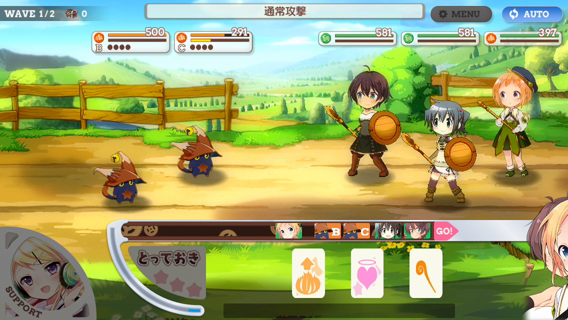 WAVE 1/2 0
通常攻撃
MENU
AUTO
500
B
291
C
581
581
397
B C GO!
とっておき
SUPPORT